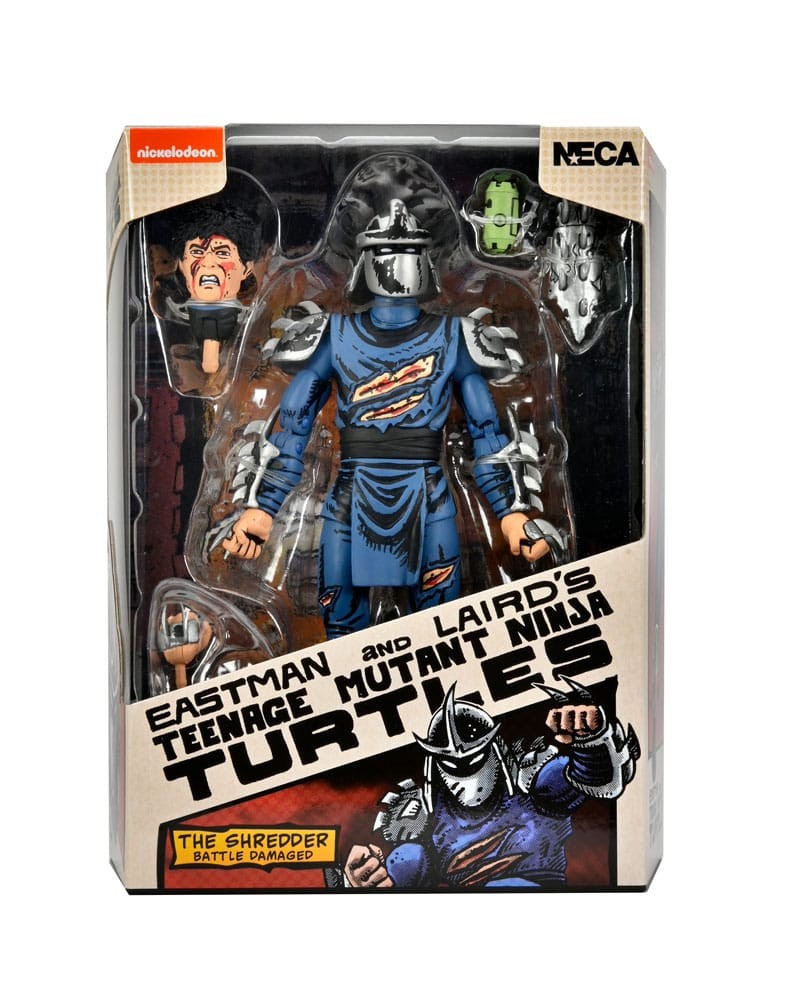 nickelodeon.
NECA
EASTMAN AND LAIRD'S
TEENAGE MUTANT NINJA
TURTLES
THE SHREDDER
BATTLE DAMAGED